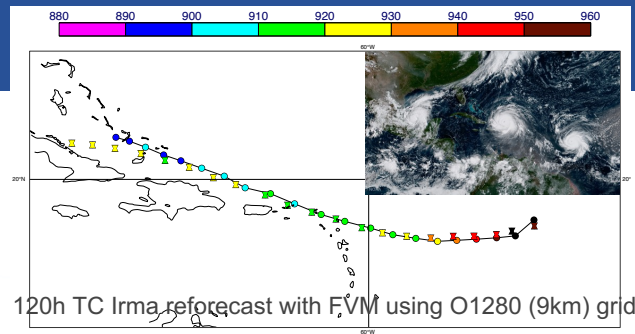 880 890 900 910 920 930 940 950 960
60°W
20°N
20°
120h TC Irma reforecast with FVM using O1280 (9km) grid
60°W